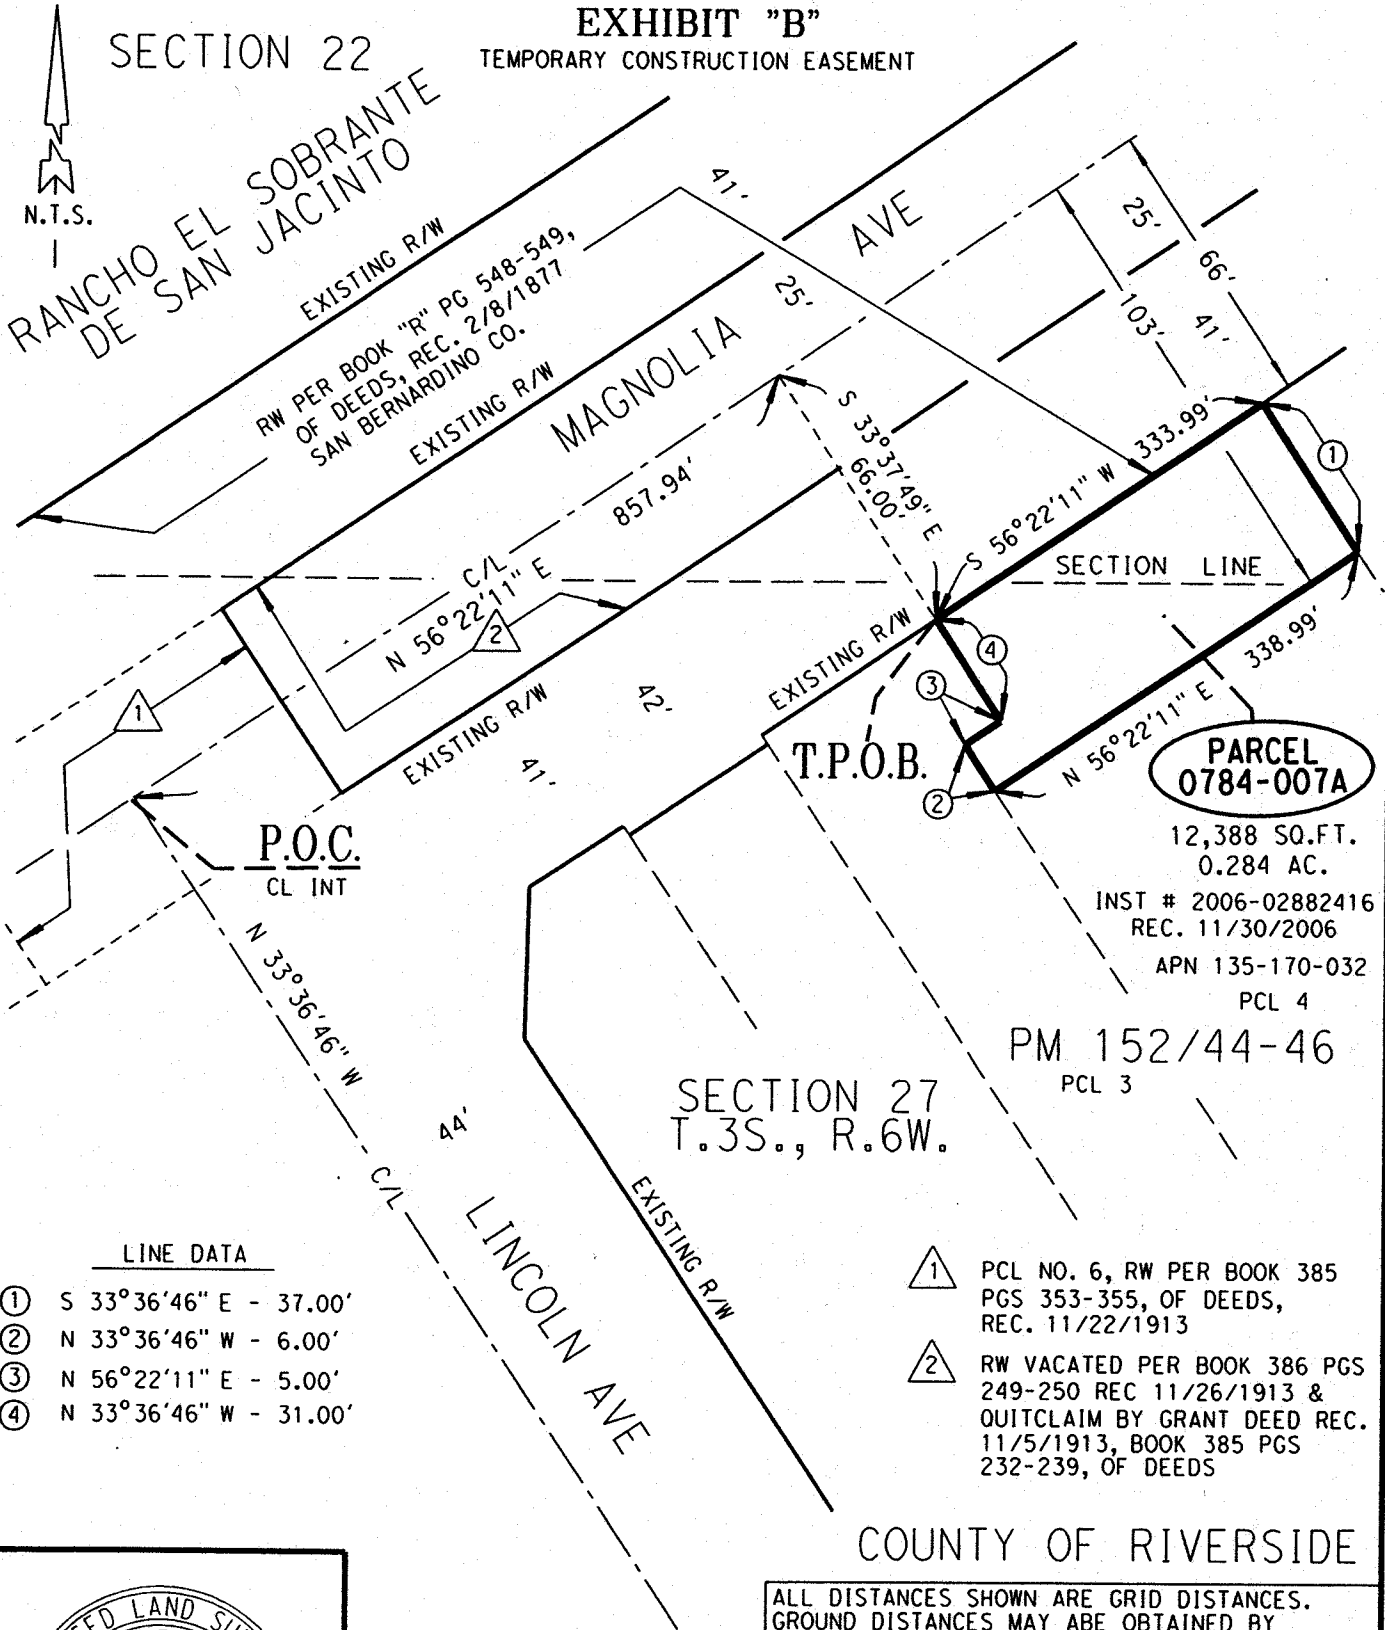 EXHIBIT "B"
TEMPORARY CONSTRUCTION EASEMENT
SECTION 22
N.T.S.
RANCHO EL SOBRANTE
DE SAN JACINTO
EXISTING R/W
RW PER BOOK "R" PG 548-549,
OF DEEDS, REC. 2/8/1877
SAN BERNARDINO CO.
EXISTING R/W
41'
25'
MAGNOLIA AVE
25'
66'
103'
41'
857.94'
C/L
N 56°22'11" E
S 33°37'49" E
66.00'
S 56°22'11" W 333.99'
1
SECTION LINE
2
1
EXISTING R/W
42'
41'
EXISTING R/W
4
3
2
T.P.O.B.
N 56°22'11" E 338.99'
PARCEL
0784-007A
12,388 SQ.FT.
0.284 AC.
INST # 2006-02882416
REC. 11/30/2006
APN 135-170-032
PCL 4
PM 152/44-46
PCL 3
P.O.C.
CL INT
N 33°36'46" W
C/L
44'
LINCOLN AVE
EXISTING R/W
SECTION 27
T.3S., R.6W.
LINE DATA
1 S 33°36'46" E - 37.00'
2 N 33°36'46" W - 6.00'
3 N 56°22'11" E - 5.00'
4 N 33°36'46" W - 31.00'
1 PCL NO. 6, RW PER BOOK 385
PGS 353-355, OF DEEDS,
REC. 11/22/1913
2 RW VACATED PER BOOK 386 PGS
249-250 REC 11/26/1913 &
QUITCLAIM BY GRANT DEED REC.
11/5/1913, BOOK 385 PGS
232-239, OF DEEDS
COUNTY OF RIVERSIDE
ALL DISTANCES SHOWN ARE GRID DISTANCES.
GROUND DISTANCES MAY ABE OBTAINED BY
LAND